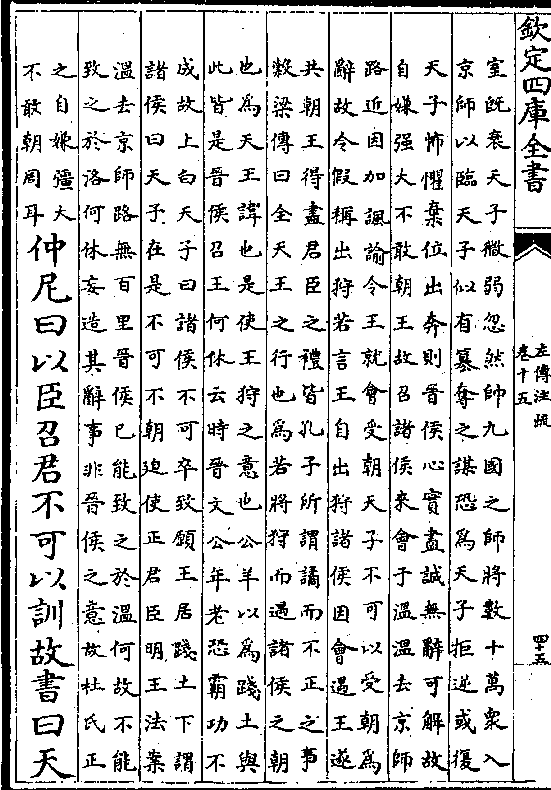 欽定四庫全書
左傳注疏
卷十五
四十五
室既衰天子微弱忽然帥九國之師將數十萬衆入
京師以臨天子似有簒奪之謀恐為天子拒逆或復
天子怖懼棄位出奔則晉侯心實盡誠無辭可解故
自嫌强大不敢朝王故召諸侯來會于溫溫去京師
路近因加諷諭令王就會受朝天子不可以受朝為
辭故令假稱出狩若言王自出狩諸侯因會遇王遂
共朝王得盡君臣之禮皆孔子所謂譎而不正之事
榖梁傳曰全天王之行也為若將狩而遇諸侯之朝
也為天王諱也是使王狩之意也公羊以為踐土與
此皆是晉侯召王何休云時晉文公年老恐霸功不
成故上白天子曰諸侯不可卒致願王居踐土下謂
諸侯曰天子在是不可不朝迫使正君臣明王法案
溫去京師路無百里晉侯已能致之於溫何故不能
致之於洛何休妄造其辭事非晉侯之意故杜氏正
之自嫌彊大
不敢朝周耳
仲尼曰以臣召君不可以訓故書曰天